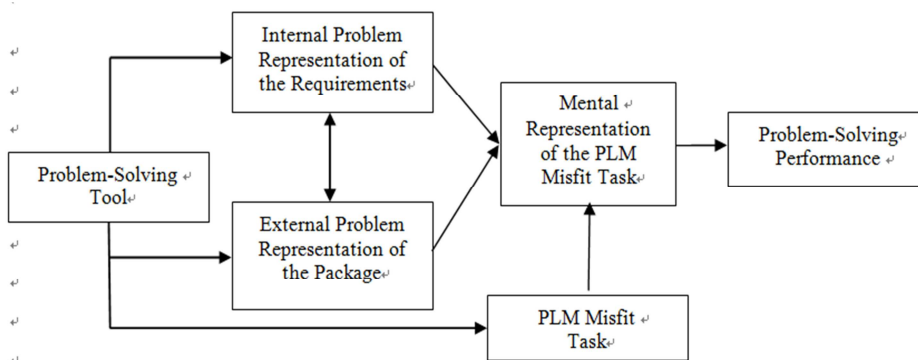 Internal Problem
Representation of
the Requirements
Mental
Representation
of the PLM
Misfit Task
Problem-Solving
Performance
Problem-Solving
Tool
External Problem
Representation of
the Package
PLM Misfit
Task